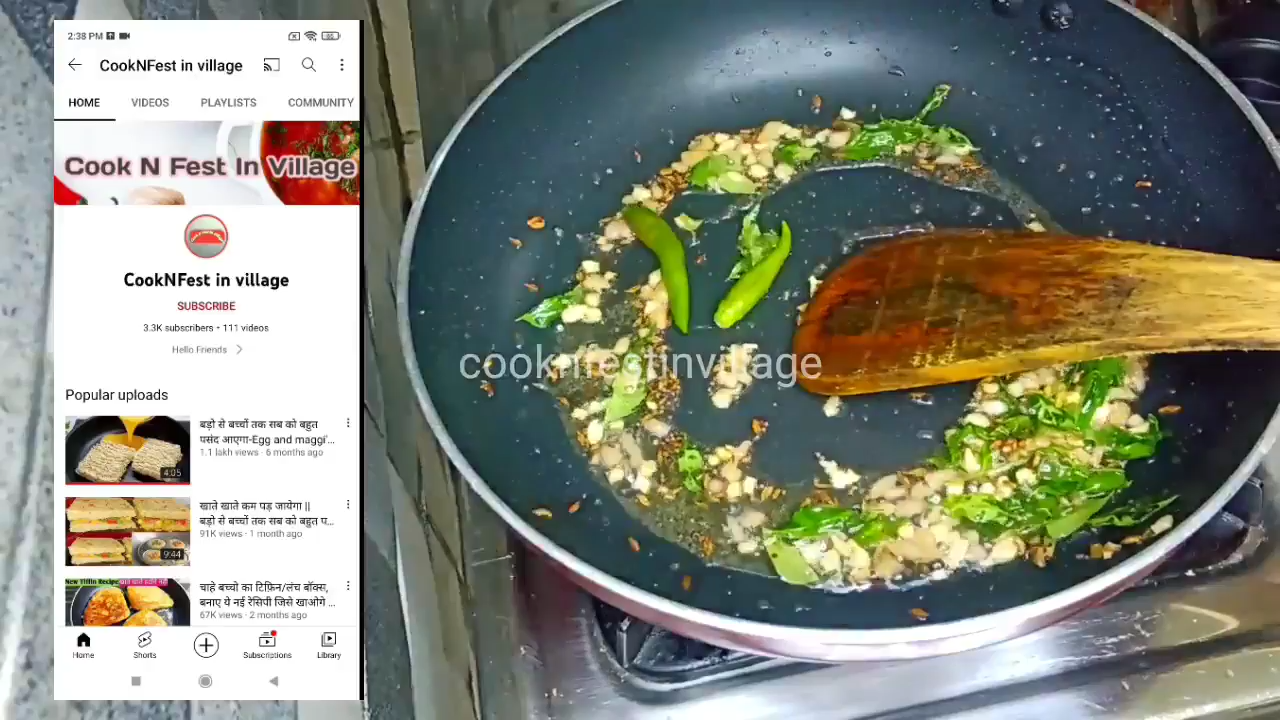 2:38 PM
CookNFest in village
HOME VIDEOS PLAYLISTS COMMUNITY
Cook N Fest In Village
CookNFest in village
SUBSCRIBE
3.3K subscribers • 111 videos
Hello Friends
Popular uploads
बड़ो से बच्चों तक सब को बहुत
पसंद आएगा-Egg and maggi'...
1.1 lakh views · 6 months ago
4:05
खाते खाते कम पड़ जायेगा ||
बड़ो से बच्चों तक सब को बहुत प...
91K views · 1 month ago
9:44
New Tiffin Recipe
चाहे बच्चो का टिफ़िन/लंच बॉक्स,
बनाए ये नई रेसिपी जिसे खाओगे ...
67K views · 2 months ago
Home Shorts Subscriptions Library
cooknfestinvillage